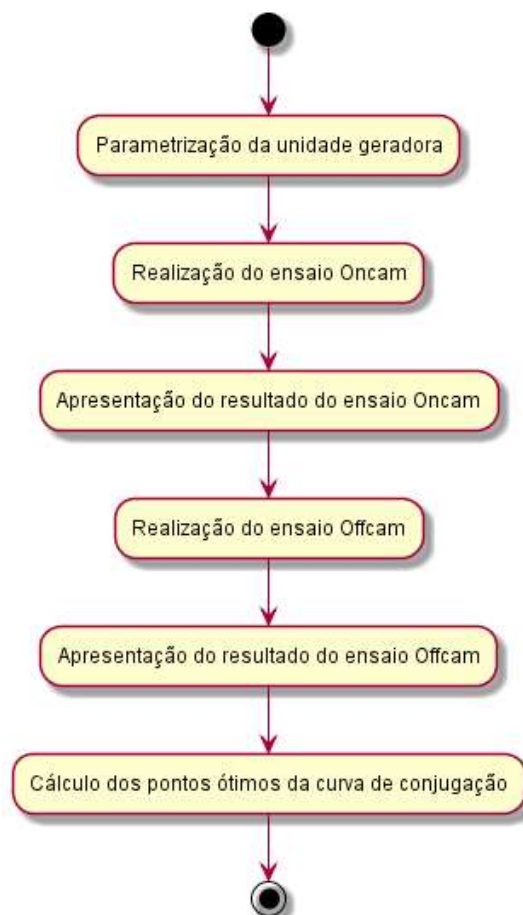 Parametrização da unidade geradora
Realização do ensaio Oncam
Apresentação do resultado do ensaio Oncam
Realização do ensaio Offcam
Apresentação do resultado do ensaio Offcam
Cálculo dos pontos ótimos da curva de conjugação